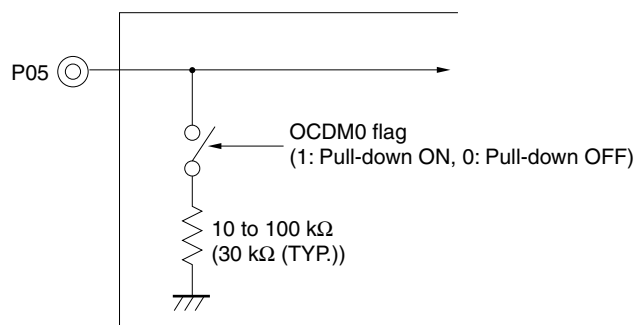 P05
OCDM0 flag
(1: Pull-down ON, 0: Pull-down OFF)
10 to 100 kΩ
(30 kΩ (TYP.))